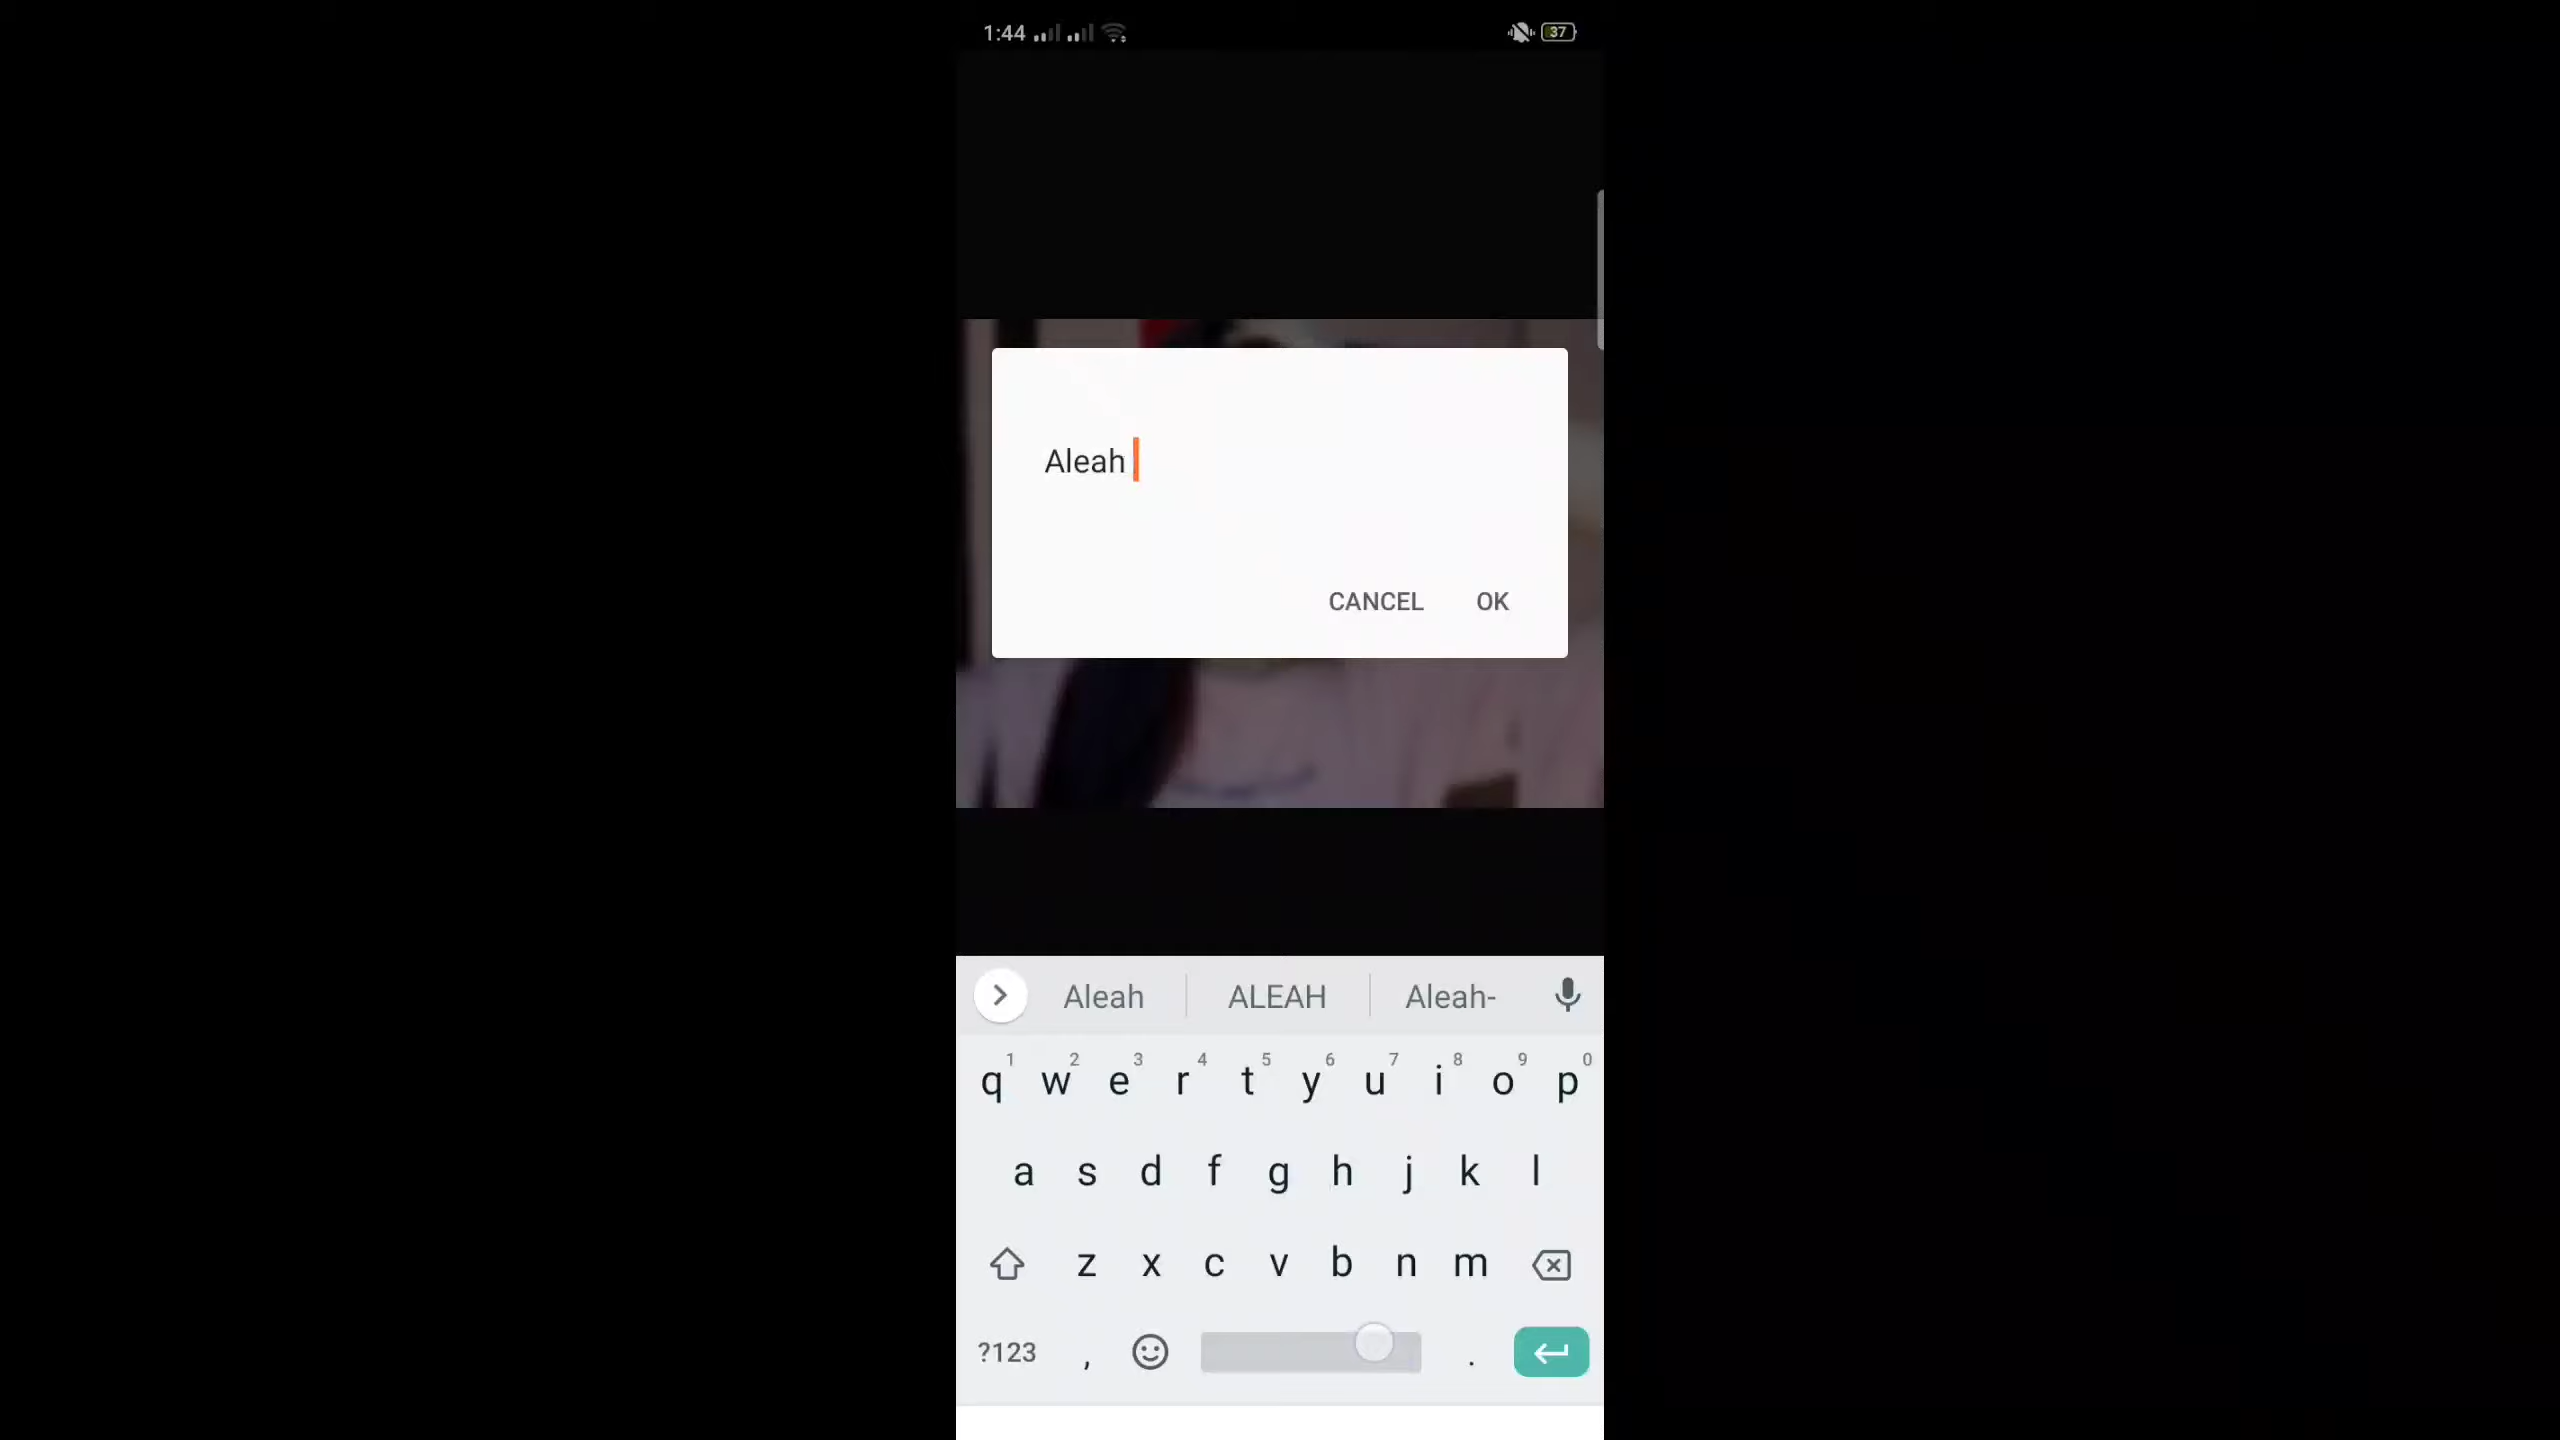 1:44 37
Aleah
CANCEL OK
Aleah ALEAH Aleah-
1 2 3 4 5 6 7 8 9 0
q w e r t y u i o p
a s d f g h j k l
z x c v b n m
?123 , .